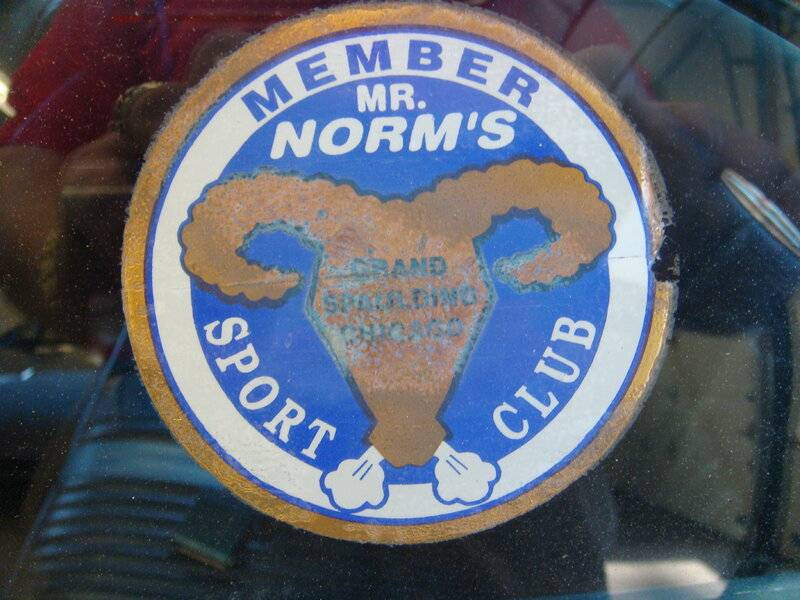 MEMBER
MR.
NORM'S
GRAND
SPAULDING
CHICAGO
SPORT CLUB